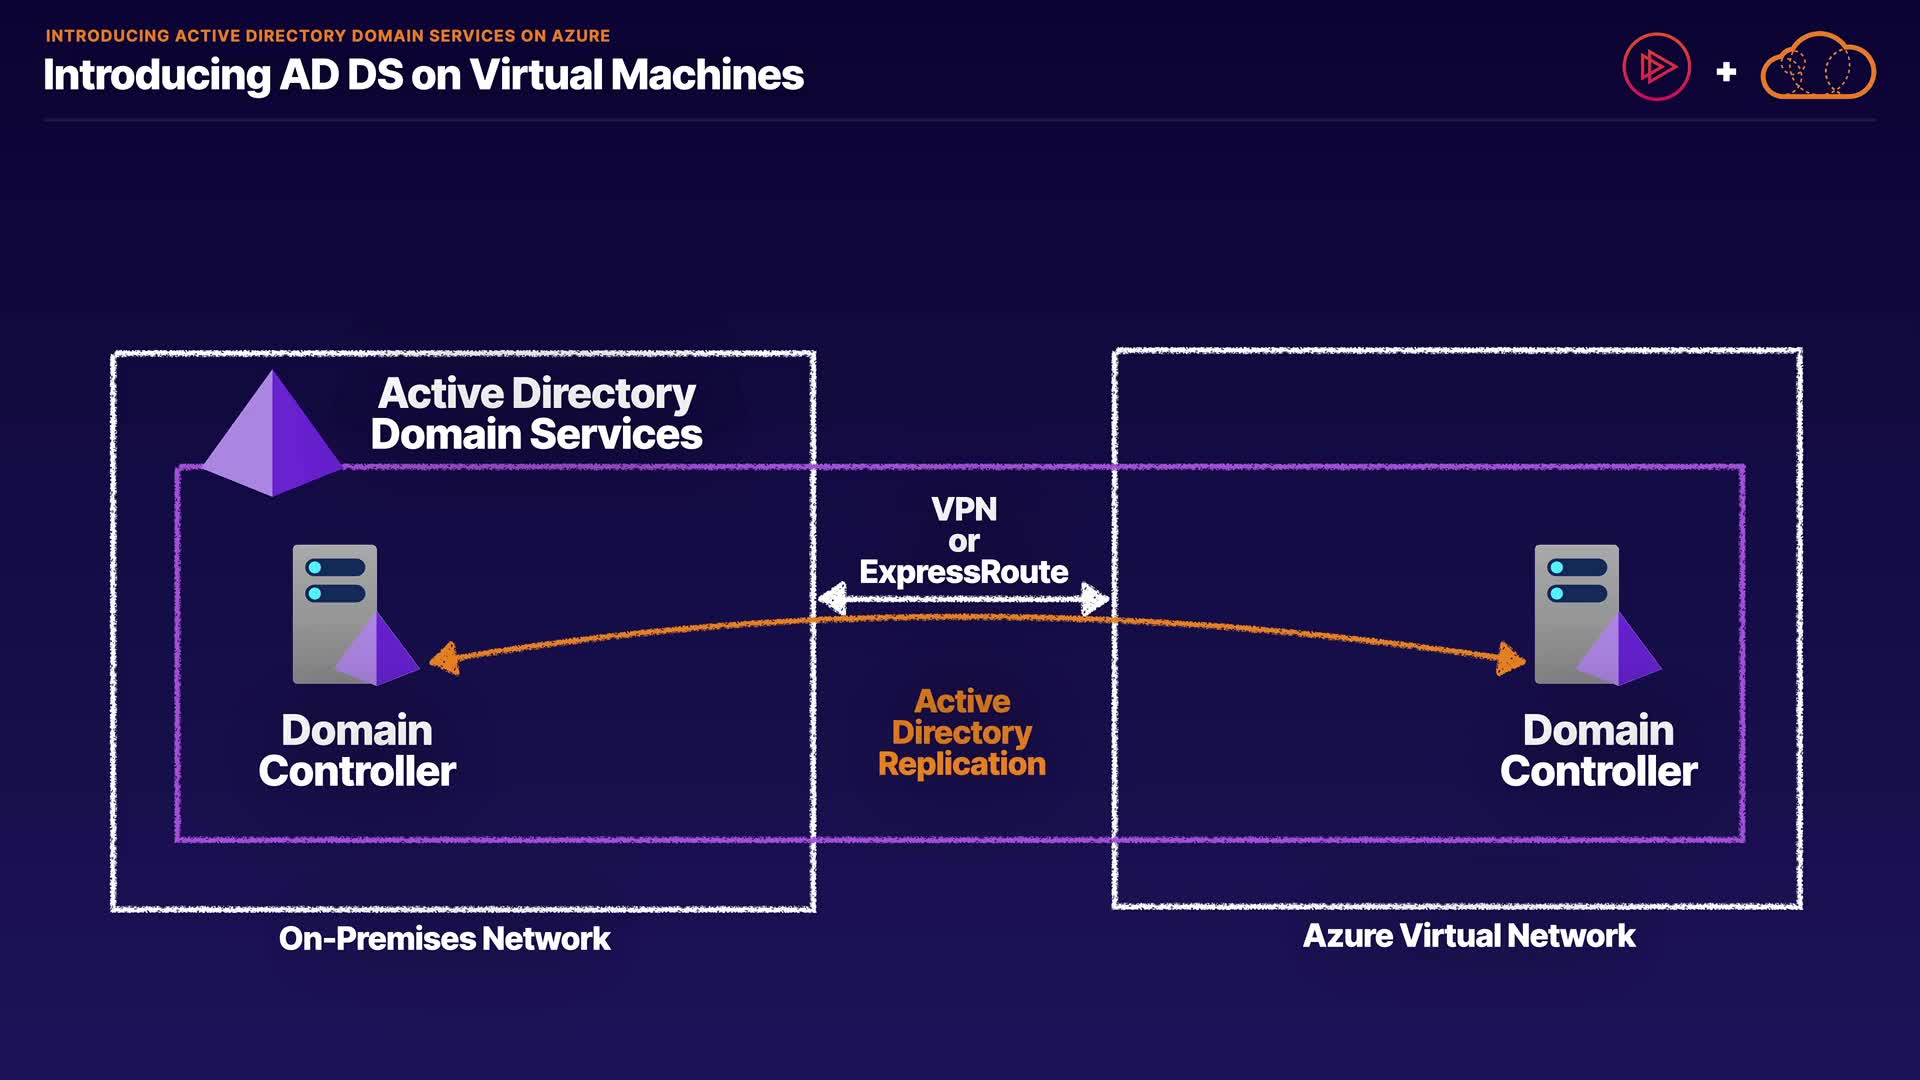 INTRODUCING ACTIVE DIRECTORY DOMAIN SERVICES ON AZURE
Introducing AD DS on Virtual Machines
+
Active Directory
Domain Services
VPN
or
ExpressRoute
Active
Directory
Replication
Domain
Controller
Domain
Controller
On-Premises Network
Azure Virtual Network